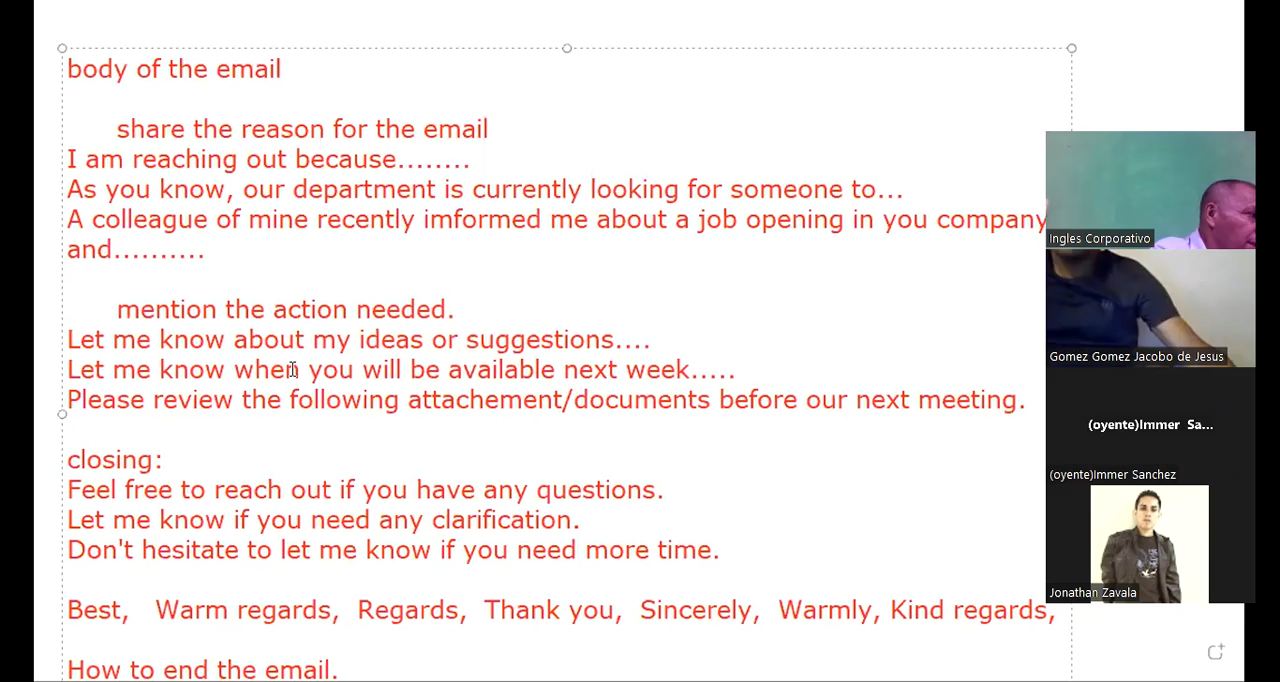 body of the email
share the reason for the email
I am reaching out because........
As you know, our department is currently looking for someone to...
A colleague of mine recently imformed me about a job opening in you company
and..........
mention the action needed.
Let me know about my ideas or suggestions....
Let me know when you will be available next week.....
Please review the following attachement/documents before our next meeting.
closing:
Feel free to reach out if you have any questions.
Let me know if you need any clarification.
Don't hesitate to let me know if you need more time.
Best,   Warm regards,  Regards,  Thank you,  Sincerely,  Warmly, Kind regards,
How to end the email.
Ingles Corporativo
Gomez Gomez Jacobo de Jesus
(oyente)Immer Sa...
(oyente)Immer Sanchez
Jonathan Zavala